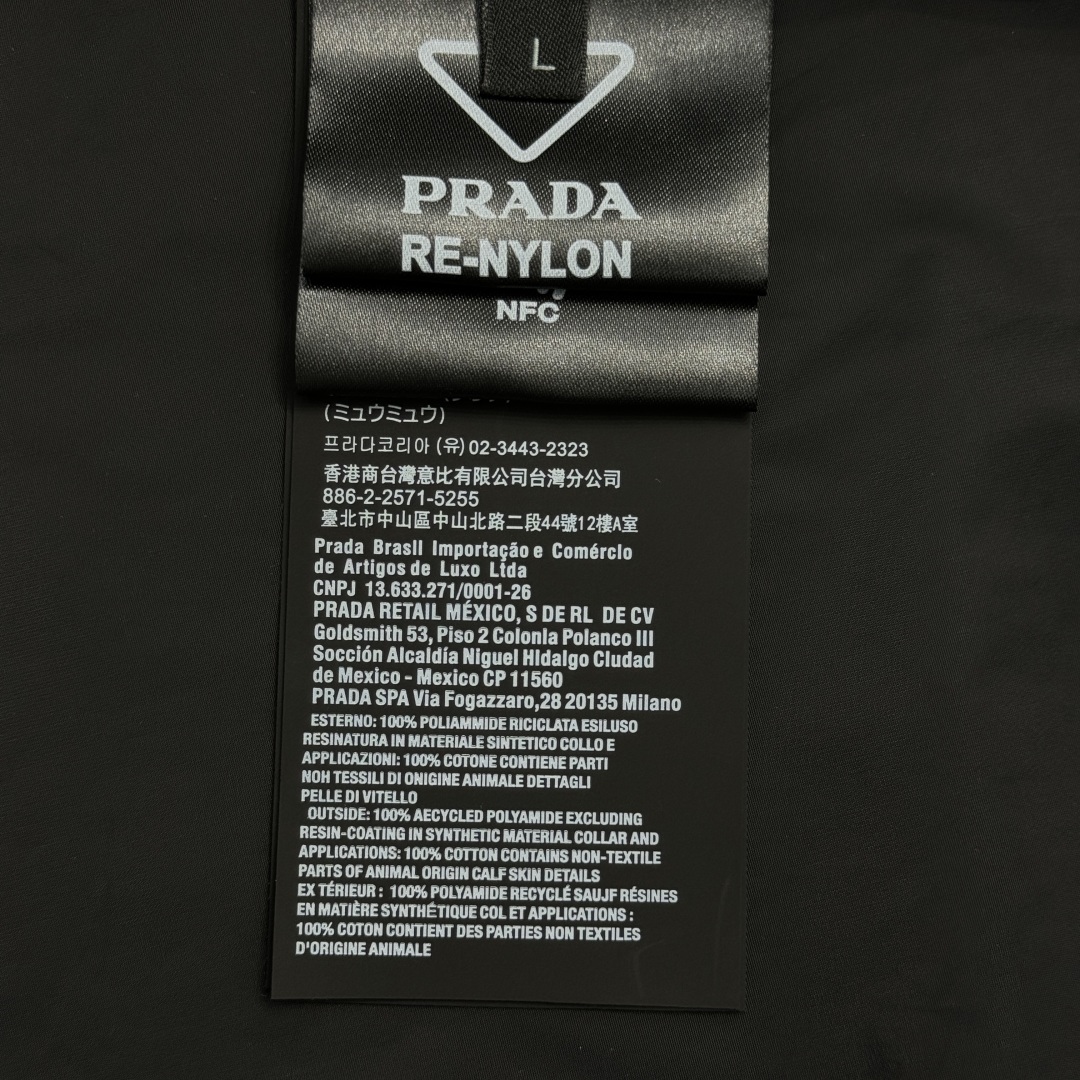 L
PRADA
RE-NYLON
NFC
(ミュウミュウ)
프라다코리아 (유) 02-3443-2323
香港商台灣意比有限公司台灣分公司
886-2-2571-5255
臺北市中山區中山北路二段44號12樓A室
Prada Brasll Importação e Comérclo
de Artigos de Luxo Ltda
CNPJ 13.633.271/0001-26
PRADA RETAIL MÉXICO, S DE RL DE CV
Goldsmith 53, Piso 2 Colonla Polanco III
Socción Alcaldía Niguel Hldalgo Cludad
de Mexico - Mexico CP 11560
PRADA SPA Via Fogazzaro,28 20135 Milano
ESTERNO: 100% POLIAMMIDE RICICLATA ESILUSO
RESINATURA IN MATERIALE SINTETICO COLLO E
APPLICAZIONI: 100% COTONE CONTIENE PARTI
NOH TESSILI DI ORIGINE ANIMALE DETTAGLI
PELLE DI VITELLO
OUTSIDE: 100% AECYCLED POLYAMIDE EXCLUDING
RESIN-COATING IN SYNTHETIC MATERIAL COLLAR AND
APPLICATIONS: 100% COTTON CONTAINS NON-TEXTILE
PARTS OF ANIMAL ORIGIN CALF SKIN DETAILS
EX TÉRIEUR : 100% POLYAMIDE RECYCLÉ SAUJF RÉSINES
EN MATIÈRE SYNTHÉTIQUE COL ET APPLICATIONS :
100% COTON CONTIENT DES PARTIES NON TEXTILES
D'ORIGINE ANIMALE